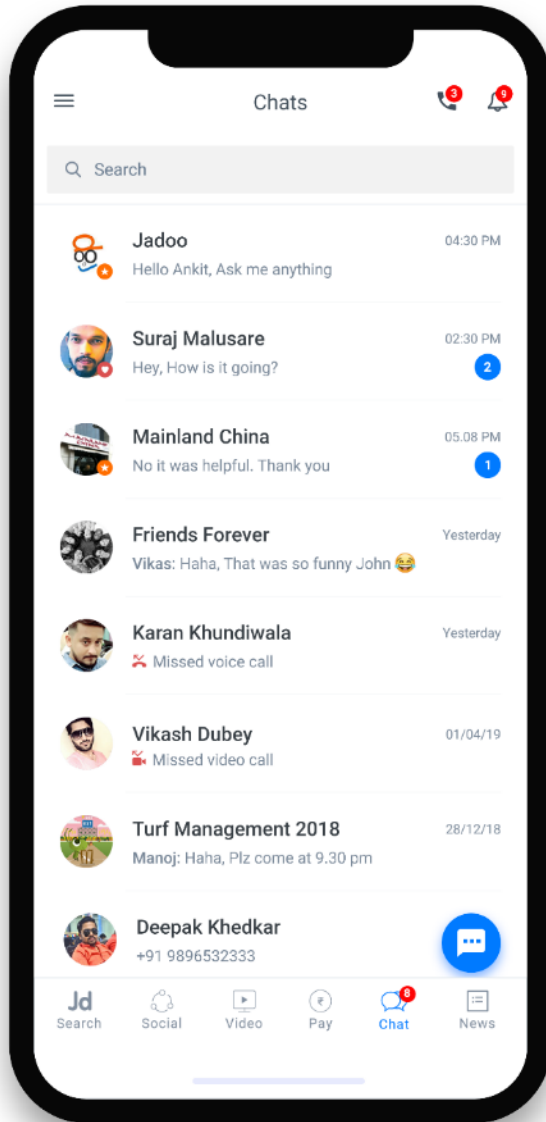 Chats
3
9
Search
Jadoo
04:30 PM
Hello Ankit, Ask me anything
Suraj Malusare
02:30 PM
Hey, How is it going?
2
Mainland China
05.08 PM
No it was helpful. Thank you
1
Friends Forever
Yesterday
Vikas: Haha, That was so funny John 😂
Karan Khundiwala
Yesterday
Missed voice call
Vikash Dubey
01/04/19
Missed video call
Turf Management 2018
28/12/18
Manoj: Haha, Plz come at 9.30 pm
Deepak Khedkar
+91 9896532333
Jd
8
₹
Search Social Video Pay Chat News